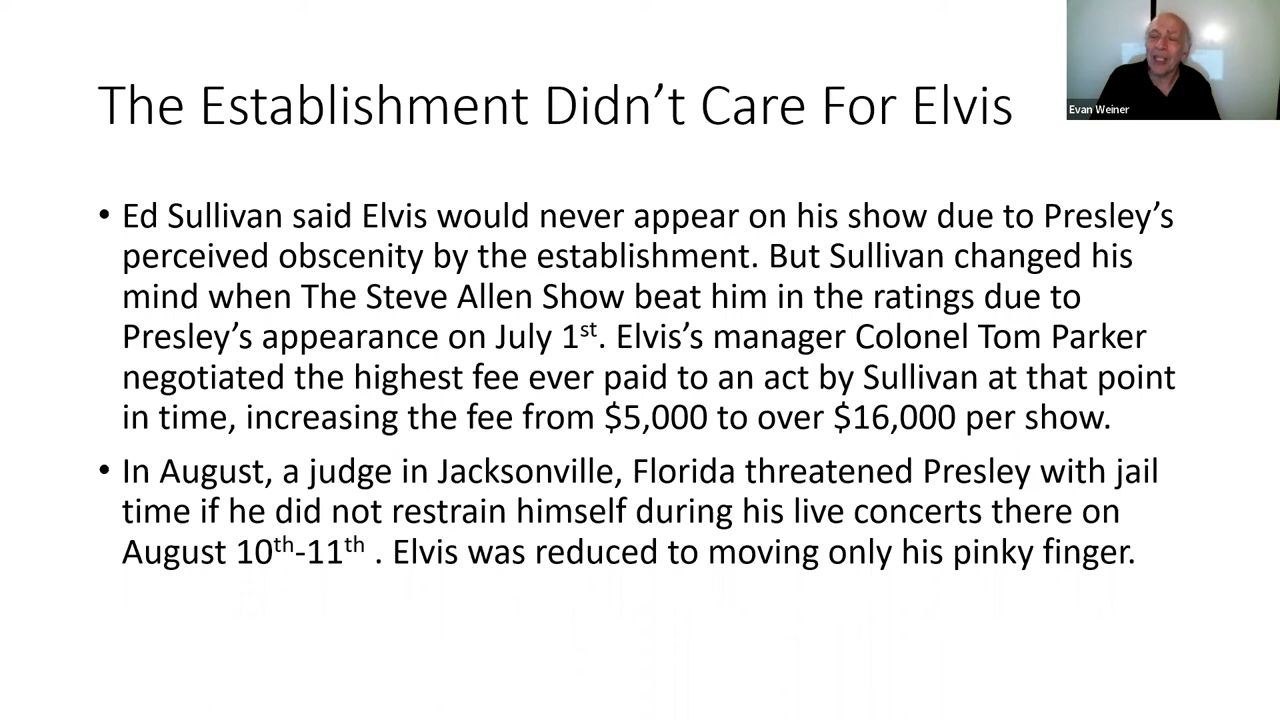 The Establishment Didn’t Care For Elvis
Evan Weiner
• Ed Sullivan said Elvis would never appear on his show due to Presley’s
perceived obscenity by the establishment. But Sullivan changed his
mind when The Steve Allen Show beat him in the ratings due to
Presley’s appearance on July 1st. Elvis’s manager Colonel Tom Parker
negotiated the highest fee ever paid to an act by Sullivan at that point
in time, increasing the fee from $5,000 to over $16,000 per show.
• In August, a judge in Jacksonville, Florida threatened Presley with jail
time if he did not restrain himself during his live concerts there on
August 10th-11th . Elvis was reduced to moving only his pinky finger.